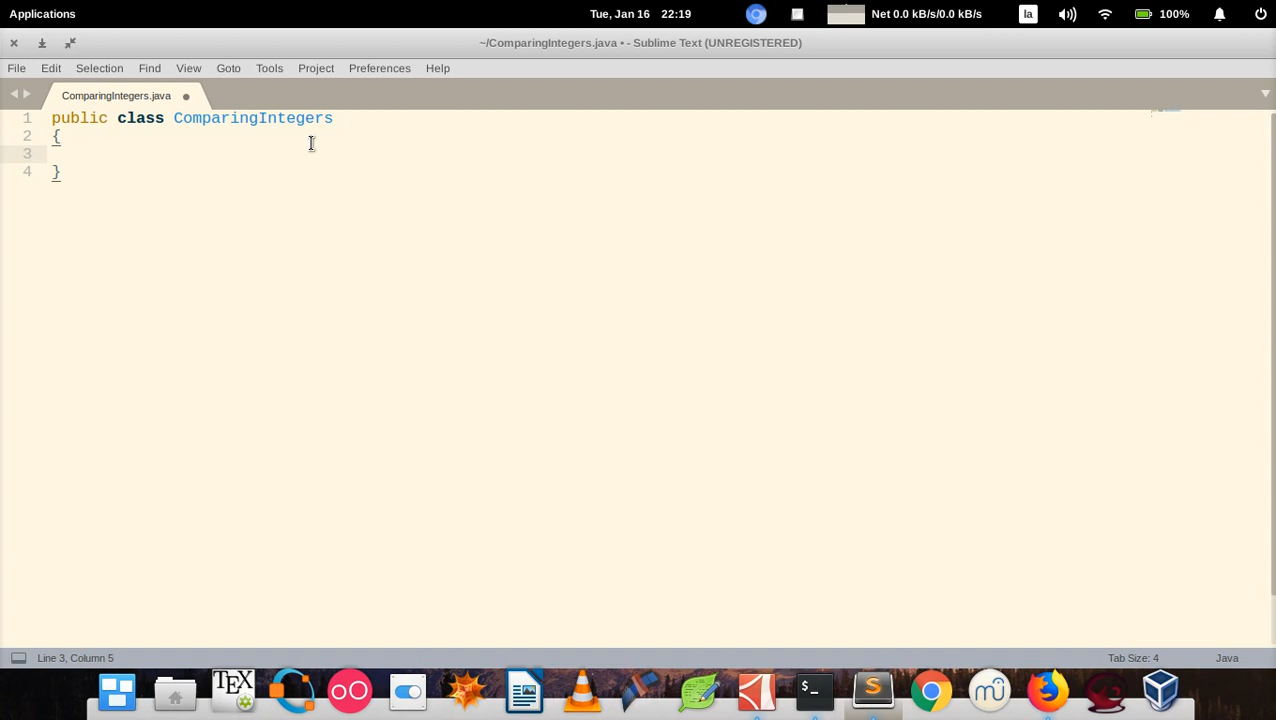 Applications
Tue, Jan 16 22:19
Net 0.0 kB/s/0.0 kB/s
la
100%
~/ComparingIntegers.java • - Sublime Text (UNREGISTERED)
File Edit Selection Find View Goto Tools Project Preferences Help
ComparingIntegers.java
1 public class ComparingIntegers
2 {
3
4 }
Line 3, Column 5
Tab Size: 4
Java
TEX
>_
S
mü